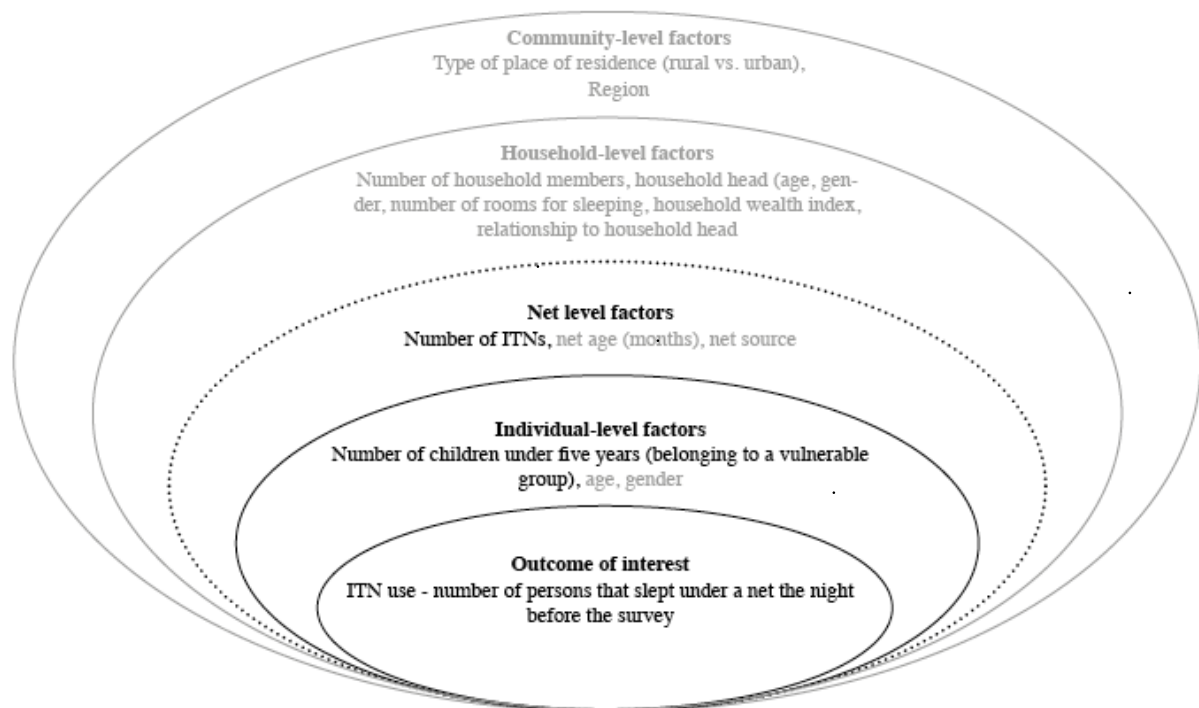 Community-level factors
Type of place of residence (rural vs. urban),
Region
Household-level factors
Number of household members, household head (age, gen-
der, number of rooms for sleeping, household wealth index,
relationship to household head
Net level factors
Number of ITNs, net age (months), net source
Individual-level factors
Number of children under five years (belonging to a vulnerable
group), age, gender
Outcome of interest
ITN use - number of persons that slept under a net the night
before the survey